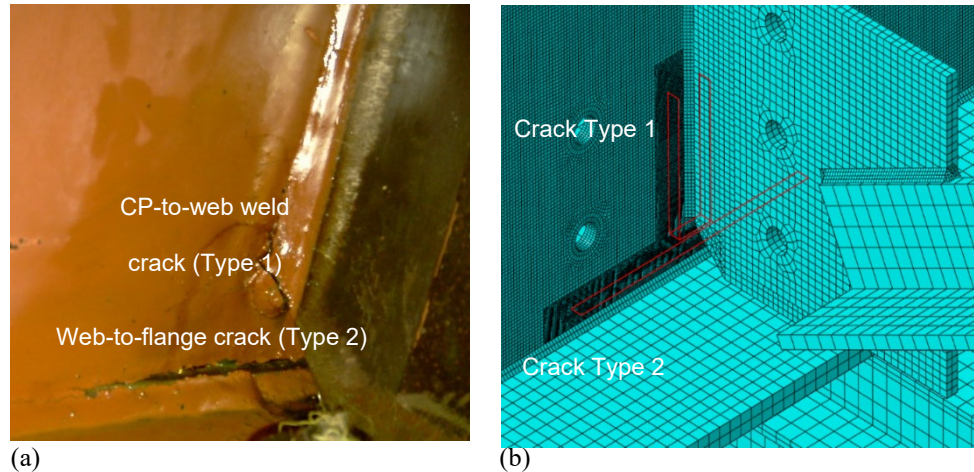 CP-to-web weld
crack (Type 1)
Web-to-flange crack (Type 2)
(a)
Crack Type 1
Crack Type 2
(b)